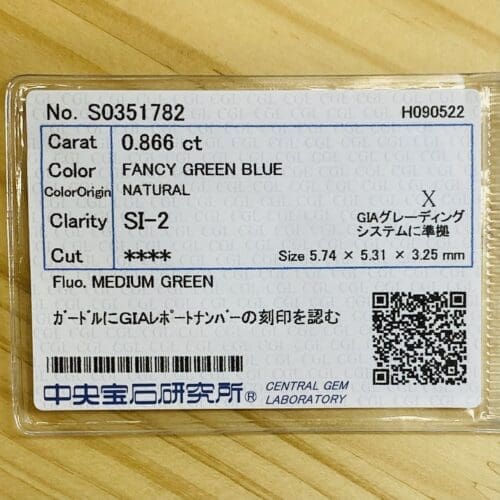 No. S0351782 H090522
Carat 0.866 ct
Color FANCY GREEN BLUE
ColorOrigin NATURAL
X
Clarity SI-2
GIAグレーディング
システムに準拠
Cut ****
Size 5.74 × 5.31 × 3.25 mm
Fluo. MEDIUM GREEN
ガードルにGIAレポートナンバーの刻印を認む
中央宝石研究所® CENTRAL GEM
LABORATORY